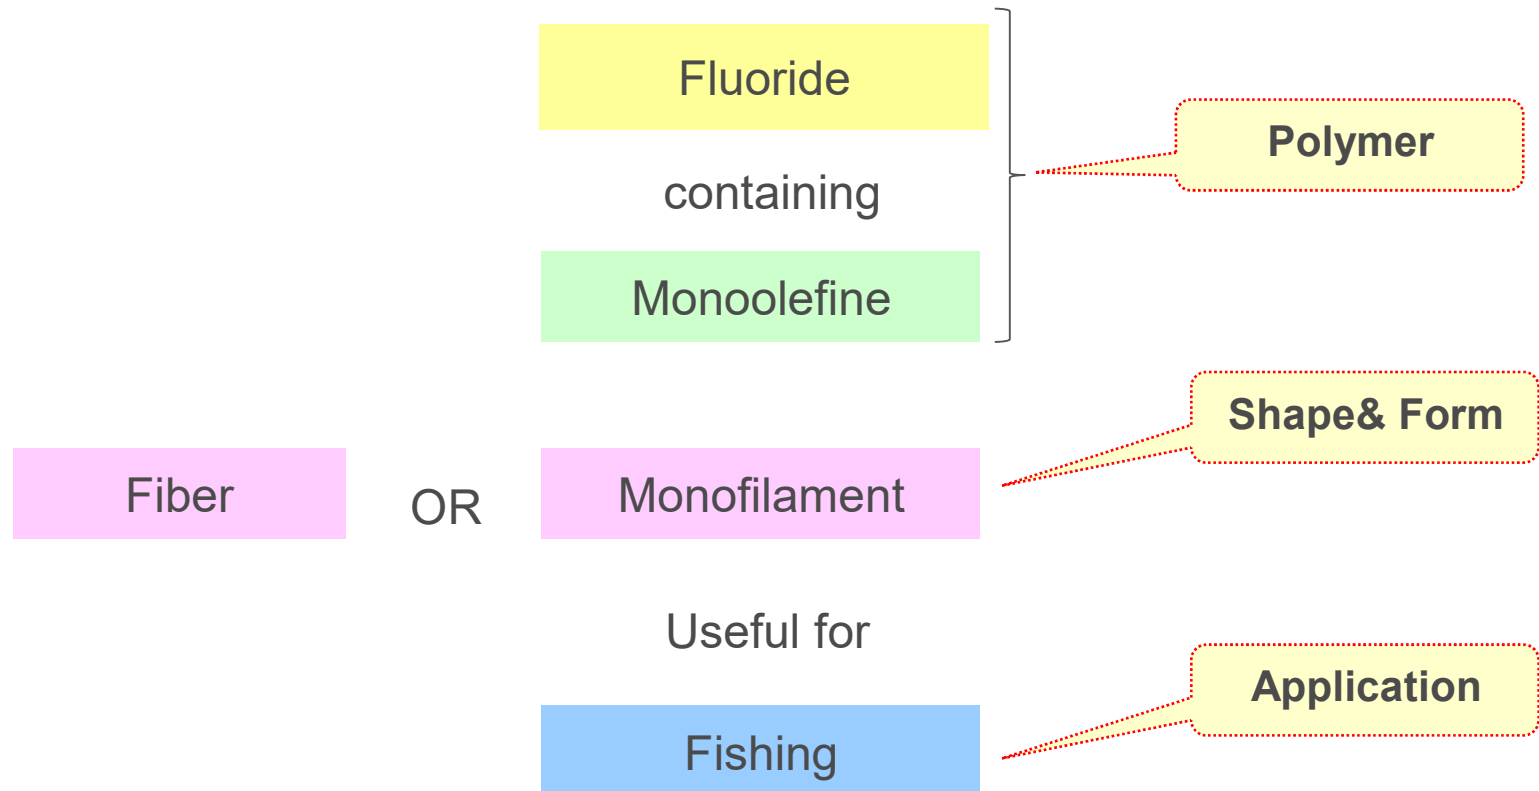 Fluoride
Polymer
containing
Monoolefine
Shape& Form
Fiber
OR
Monofilament
Useful for
Application
Fishing